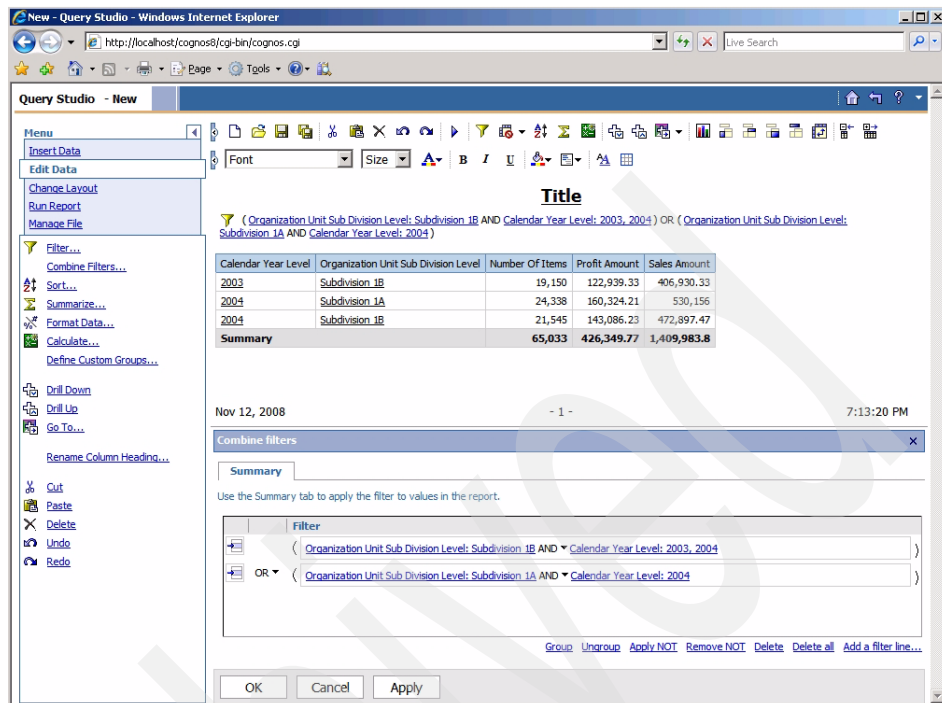 New - Query Studio - Windows Internet Explorer
http://localhost/cognos8/cgi-bin/cognos.cgi
Live Search
Page
Tools
Query Studio - New
Menu
Insert Data
Edit Data
Change Layout
Run Report
Manage File
Filter...
Combine Filters...
Sort...
Summarize...
Format Data...
Calculate...
Define Custom Groups...
Drill Down
Drill Up
Go To...
Rename Column Heading...
Cut
Paste
Delete
Undo
Redo
Font Size A B I U
Title
( Organization Unit Sub Division Level: Subdivision 1B AND Calendar Year Level: 2003, 2004 ) OR ( Organization Unit Sub Division Level:
Subdivision 1A AND Calendar Year Level: 2004 )
Calendar Year Level Organization Unit Sub Division Level Number Of Items Profit Amount Sales Amount
2003 Subdivision 1B 19,150 122,939.33 406,930.33
2004 Subdivision 1A 24,338 160,324.21 530,156
2004 Subdivision 1B 21,545 143,086.23 472,897.47
Summary 65,033 426,349.77 1,409,983.8
Nov 12, 2008 - 1 - 7:13:20 PM
Combine filters
Summary
Use the Summary tab to apply the filter to values in the report.
Filter
( Organization Unit Sub Division Level: Subdivision 1B AND Calendar Year Level: 2003, 2004 )
OR ( Organization Unit Sub Division Level: Subdivision 1A AND Calendar Year Level: 2004 )
Group Ungroup Apply NOT Remove NOT Delete Delete all Add a filter line...
OK Cancel Apply